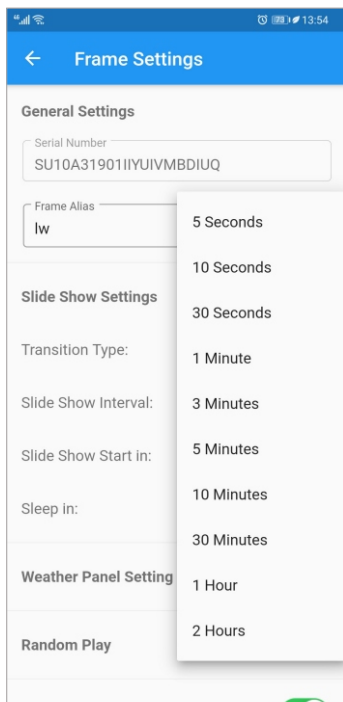 13:54
Frame Settings
General Settings
Serial Number
SU10A31901IIYUIVMBDIUQ
Frame Alias
lw
5 Seconds
10 Seconds
Slide Show Settings
30 Seconds
Transition Type:
1 Minute
Slide Show Interval:
3 Minutes
Slide Show Start in:
5 Minutes
10 Minutes
Sleep in:
30 Minutes
Weather Panel Setting
1 Hour
2 Hours
Random Play